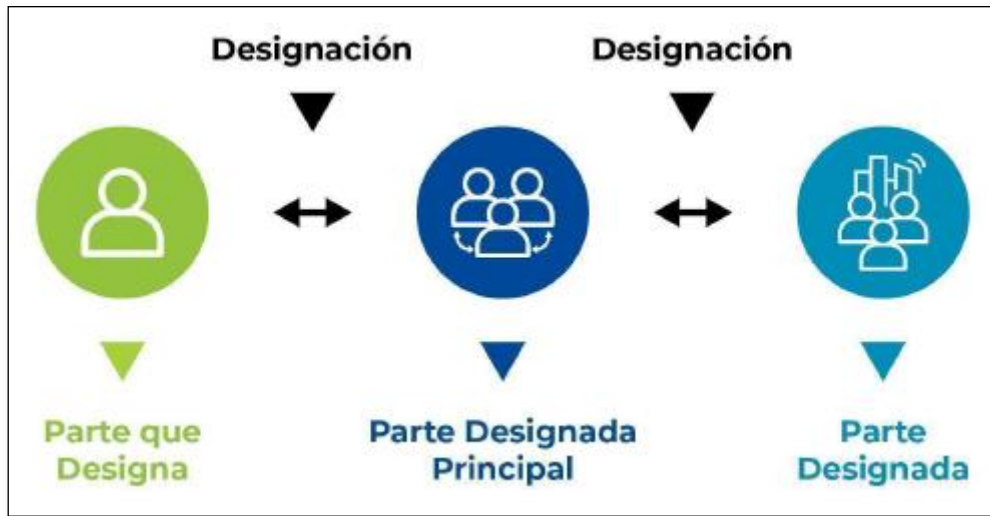 Designación
Designación
Parte que
Designa
Parte Designada
Principal
Parte
Designada